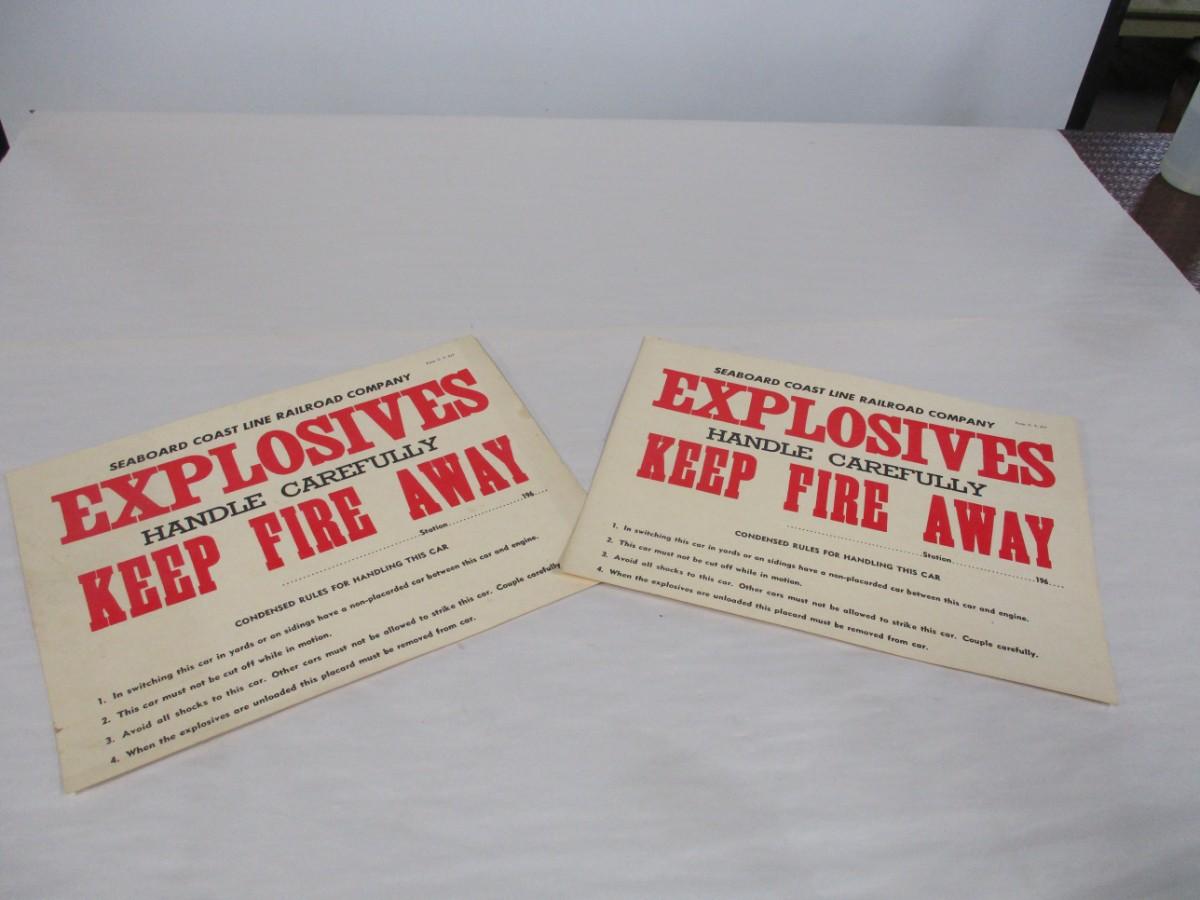 SEABOARD COAST LINE RAILROAD COMPANY
EXPLOSIVES
HANDLE CAREFULLY
KEEP FIRE AWAY
Station 196
CONDENSED RULES FOR HANDLING THIS CAR
1. In switching this car in yards or on sidings have a non-placarded car between this car and engine.
2. This car must not be cut off while in motion.
3. Avoid all shocks to this car. Other cars must not be allowed to strike this car. Couple carefully.
4. When the explosives are unloaded this placard must be removed from car.
SEABOARD COAST LINE RAILROAD COMPANY
EXPLOSIVES
HANDLE CAREFULLY
KEEP FIRE AWAY
Station 196
CONDENSED RULES FOR HANDLING THIS CAR
1. In switching this car in yards or on sidings have a non-placarded car between this car and engine.
2. This car must not be cut off while in motion.
3. Avoid all shocks to this car. Other cars must not be allowed to strike this car. Couple carefully.
4. When the explosives are unloaded this placard must be removed from car.